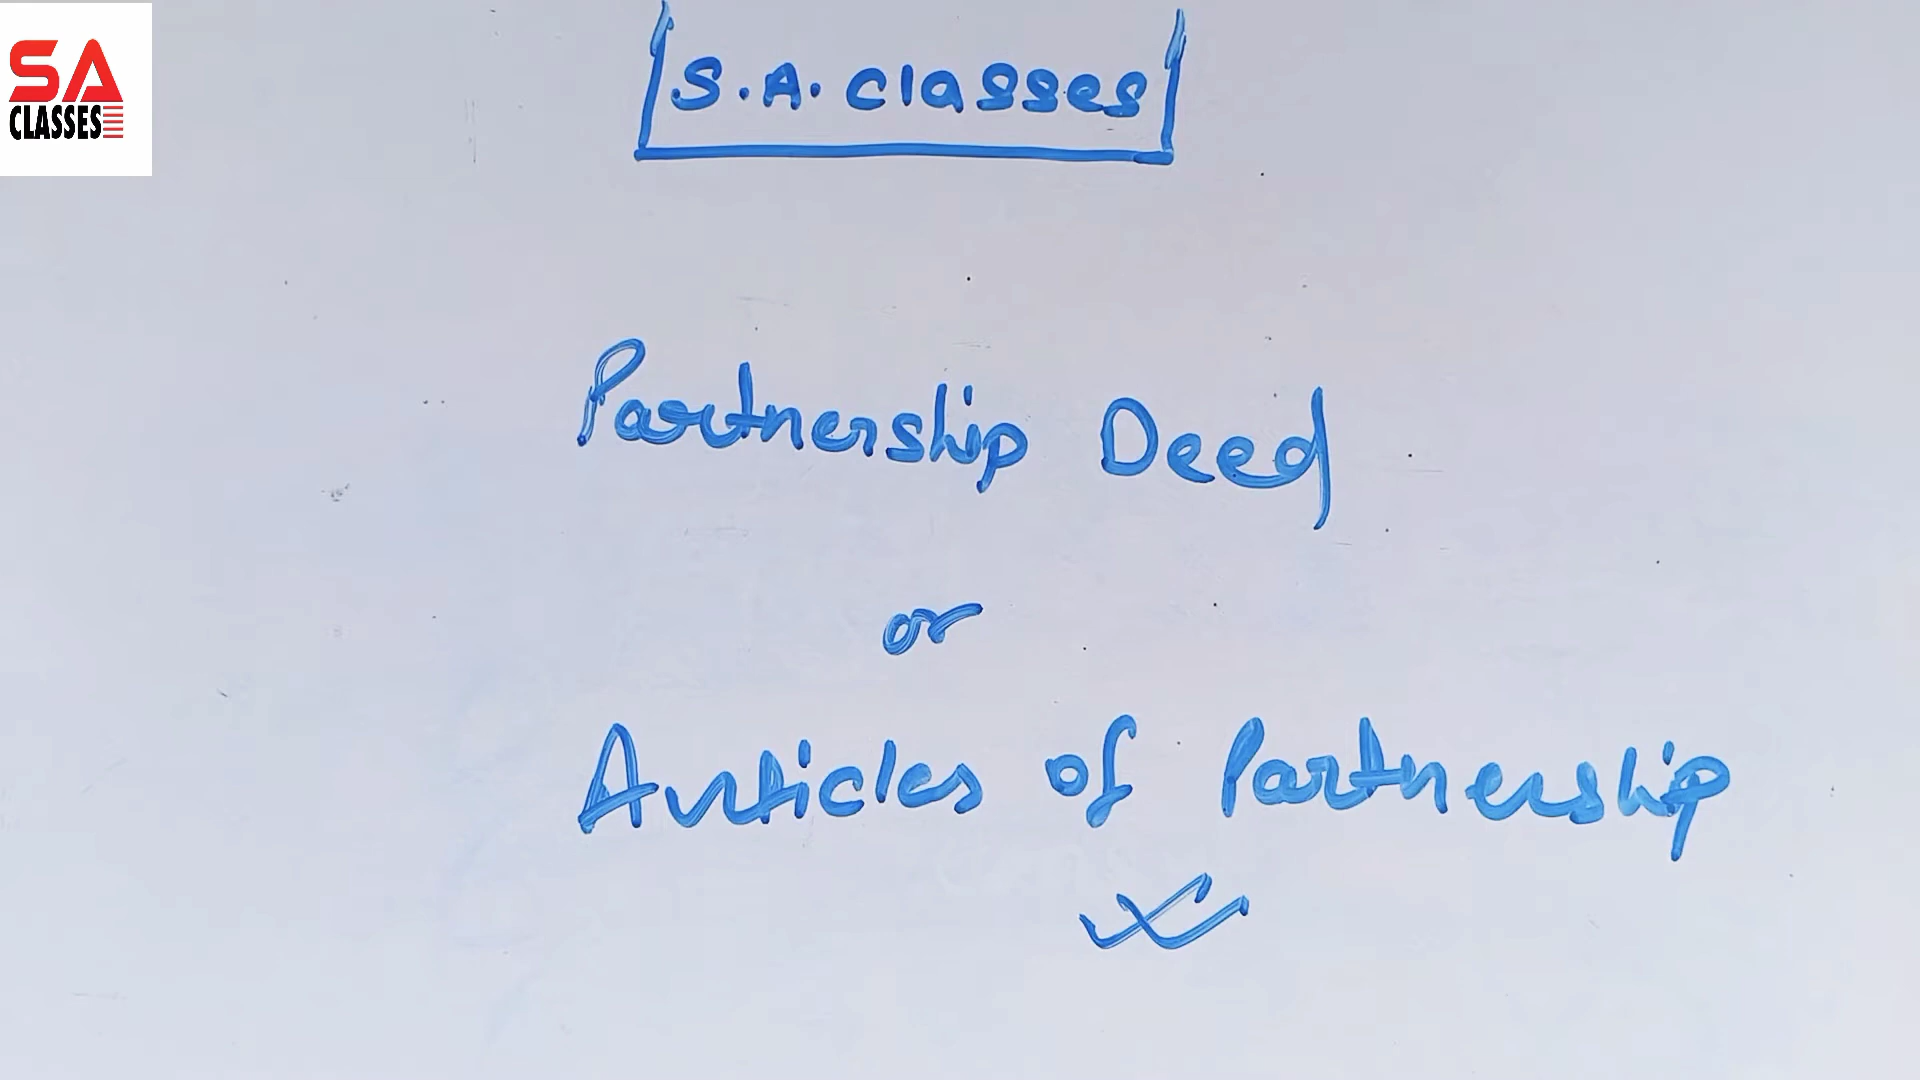 SA
CLASSES
S.A. classes
Partnership Deed
or
Articles of Partnership